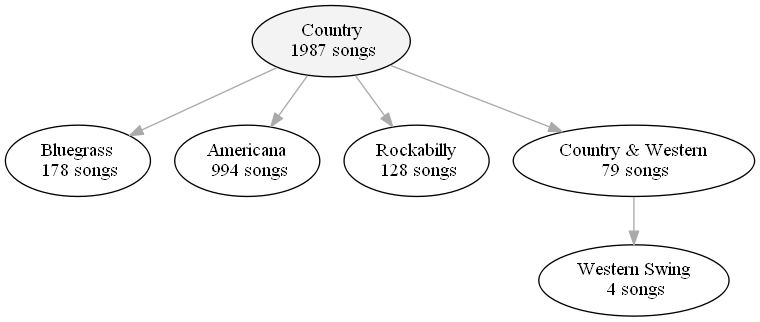 Country
1987 songs
Bluegrass
178 songs
Americana
994 songs
Rockabilly
128 songs
Country & Western
79 songs
Western Swing
4 songs